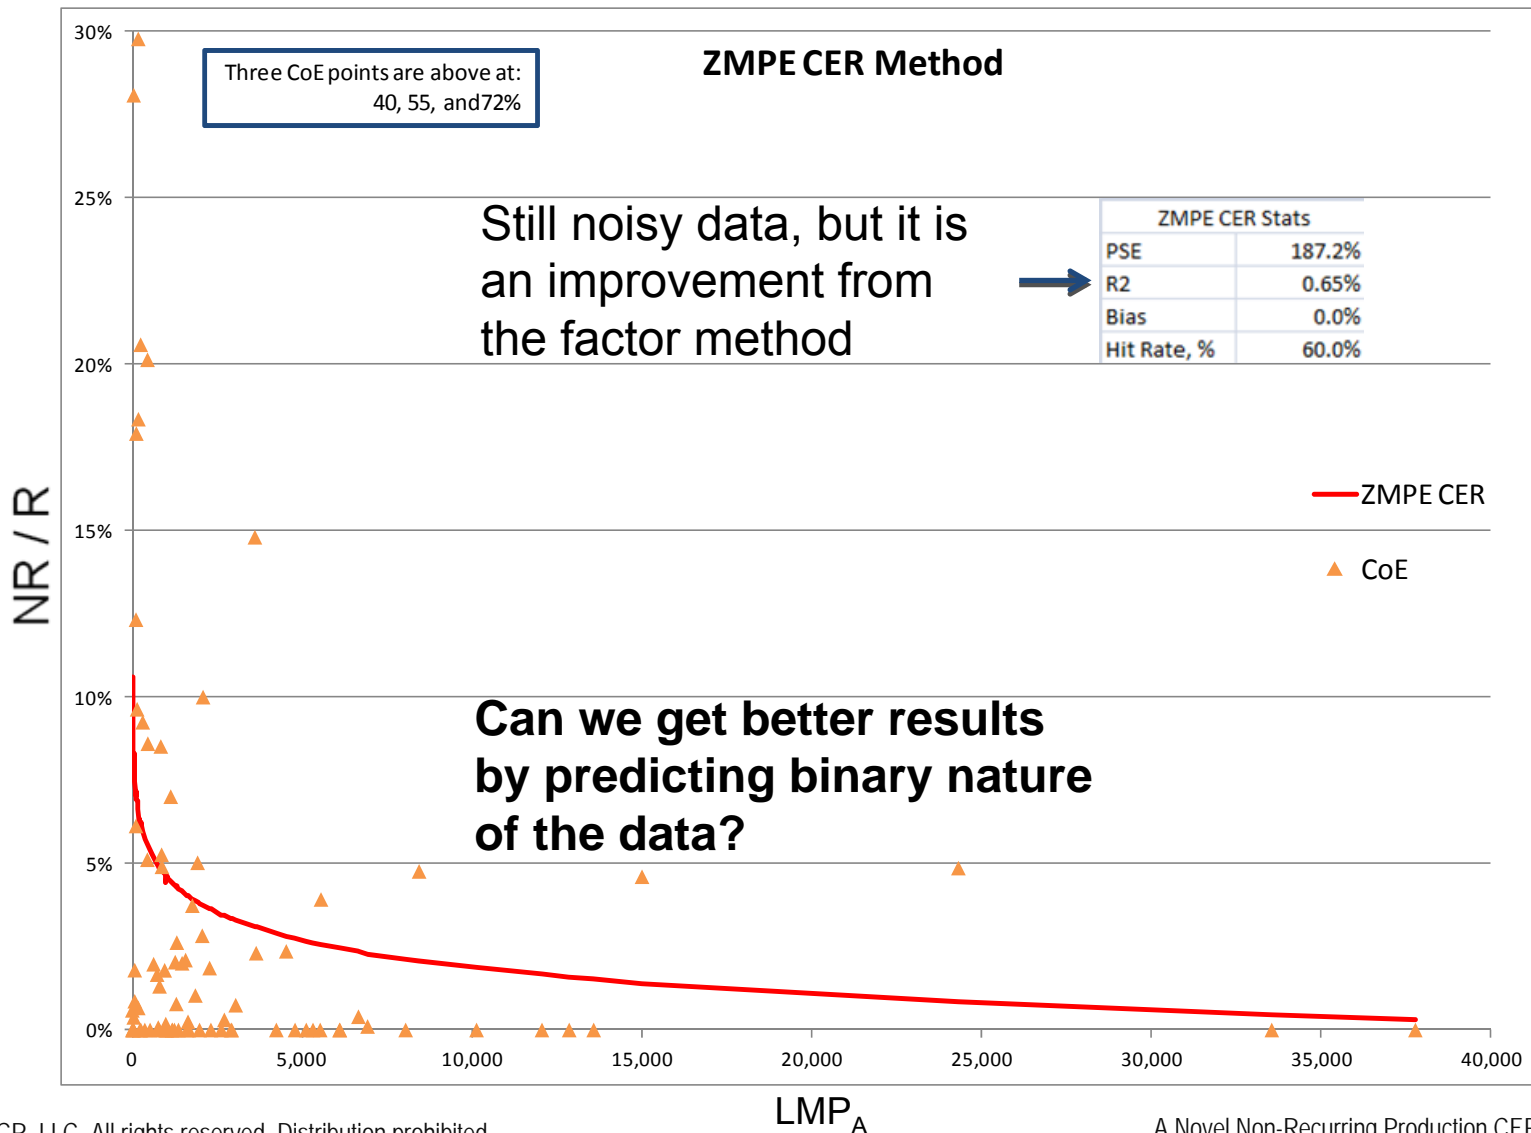 30%
ZMPE CER Method
Three CoE points are above at:
40, 55, and72%
25%
Still noisy data, but it is
an improvement from
the factor method
ZMPE CER Stats
PSE 187.2%
R2 0.65%
Bias 0.0%
Hit Rate, % 60.0%
20%
ZMPE CER
15%
CoE
NR / R
10%
Can we get better results
by predicting binary nature
of the data?
5%
0%
0 5,000 10,000 15,000 20,000 25,000 30,000 35,000 40,000
LMPA
LLC. All rights reserved. Distribution prohibited
A Novel Non-Recurring Production CER